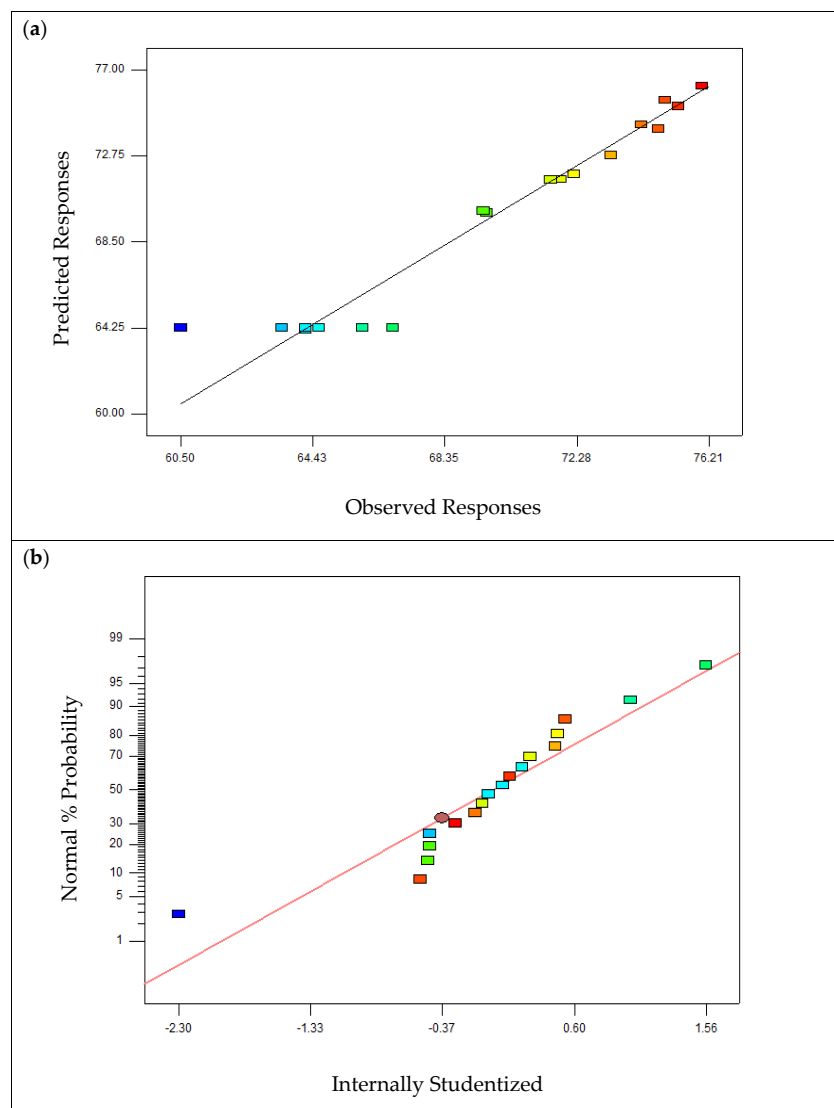 (a)
77.00
72.75
68.50
64.25
60.00
Predicted Responses
60.50 64.43 68.35 72.28 76.21
Observed Responses
(b)
99
95
90
80
70
50
30
20
10
5
1
Normal % Probability
-2.30 -1.33 -0.37 0.60 1.56
Internally Studentized